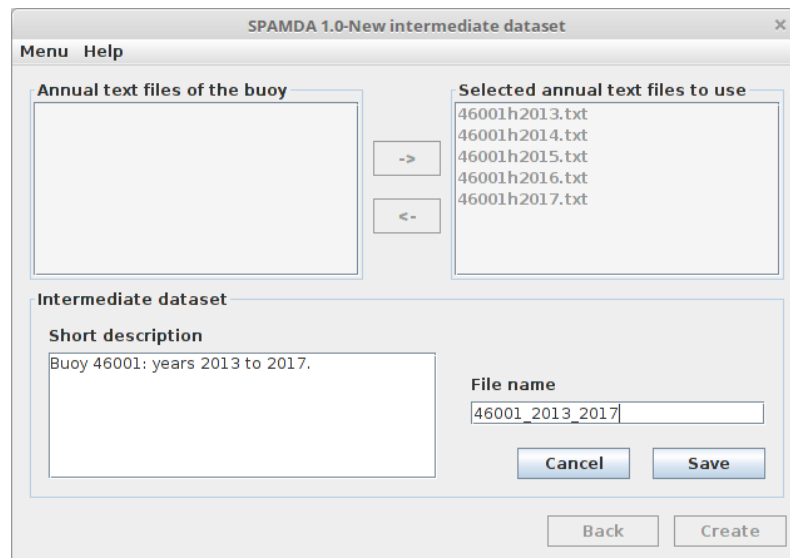 SPAMDA 1.0-New intermediate dataset ×
Menu Help
Annual text files of the buoy
Selected annual text files to use
46001h2013.txt
46001h2014.txt
46001h2015.txt
46001h2016.txt
46001h2017.txt
->
<-
Intermediate dataset
Short description
Buoy 46001: years 2013 to 2017.
File name
46001_2013_2017
Cancel Save
Back Create